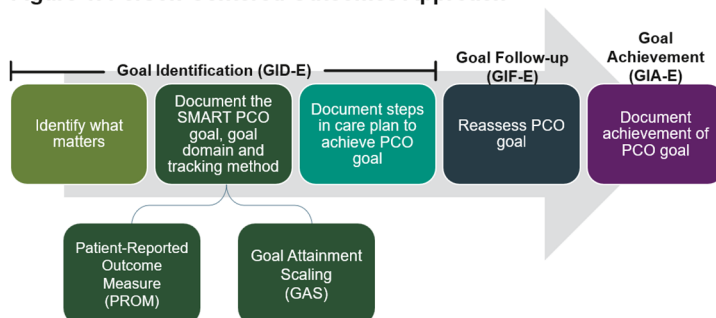 Goal
Goal Follow-up
Achievement
Goal Identification (GID-E)
(GIF-E)
(GIA-E)
Identify what
matters
Document the
SMART PCO
goal, goal
domain and
tracking method
Document steps
in care plan to
achieve PCO
goal
Reassess PCO
goal
Document
achievement of
PCO goal
Patient-Reported
Outcome
Measure
(PROM)
Goal Attainment
Scaling
(GAS)